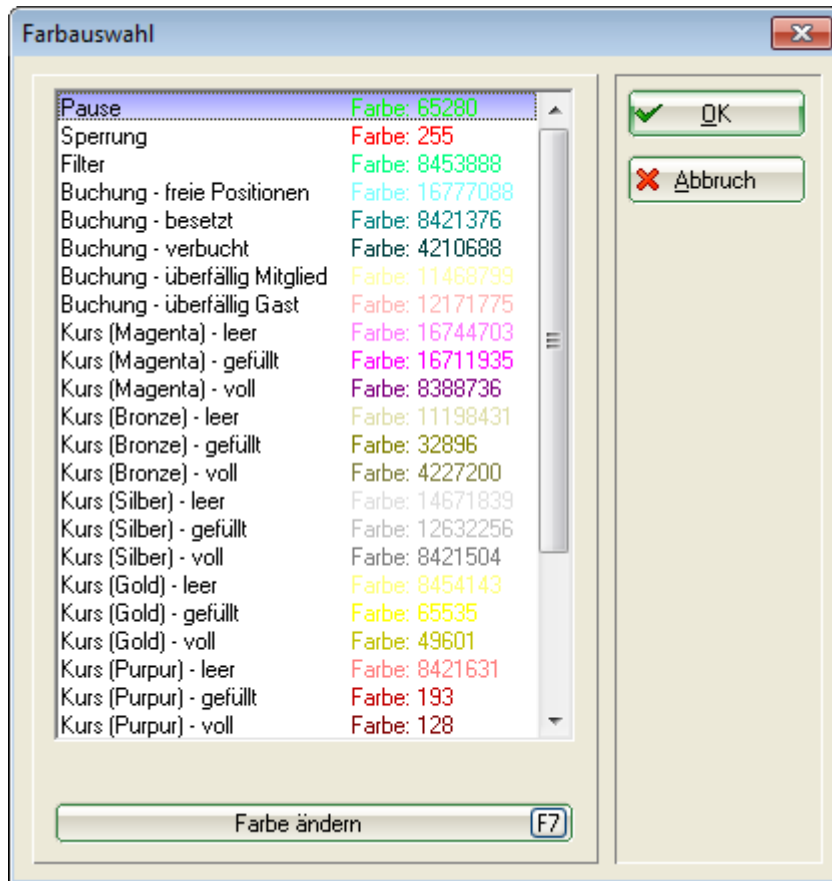 Farbauswahl
Pause Farbe: 65280
Sperrung Farbe: 255
Filter Farbe: 8453888
Buchung - freie Positionen Farbe: 16777088
Buchung - besetzt Farbe: 8421376
Buchung - verbucht Farbe: 4210688
Buchung - überfällig Mitglied Farbe: 11468799
Buchung - überfällig Gast Farbe: 12171775
Kurs (Magenta) - leer Farbe: 16744703
Kurs (Magenta) - gefüllt Farbe: 16711935
Kurs (Magenta) - voll Farbe: 8388736
Kurs (Bronze) - leer Farbe: 11198431
Kurs (Bronze) - gefüllt Farbe: 32896
Kurs (Bronze) - voll Farbe: 4227200
Kurs (Silber) - leer Farbe: 14671839
Kurs (Silber) - gefüllt Farbe: 12632256
Kurs (Silber) - voll Farbe: 8421504
Kurs (Gold) - leer Farbe: 8454143
Kurs (Gold) - gefüllt Farbe: 65535
Kurs (Gold) - voll Farbe: 49601
Kurs (Purpur) - leer Farbe: 8421631
Kurs (Purpur) - gefüllt Farbe: 193
Kurs (Purpur) - voll Farbe: 128
Farbe ändern F7
OK
Abbruch